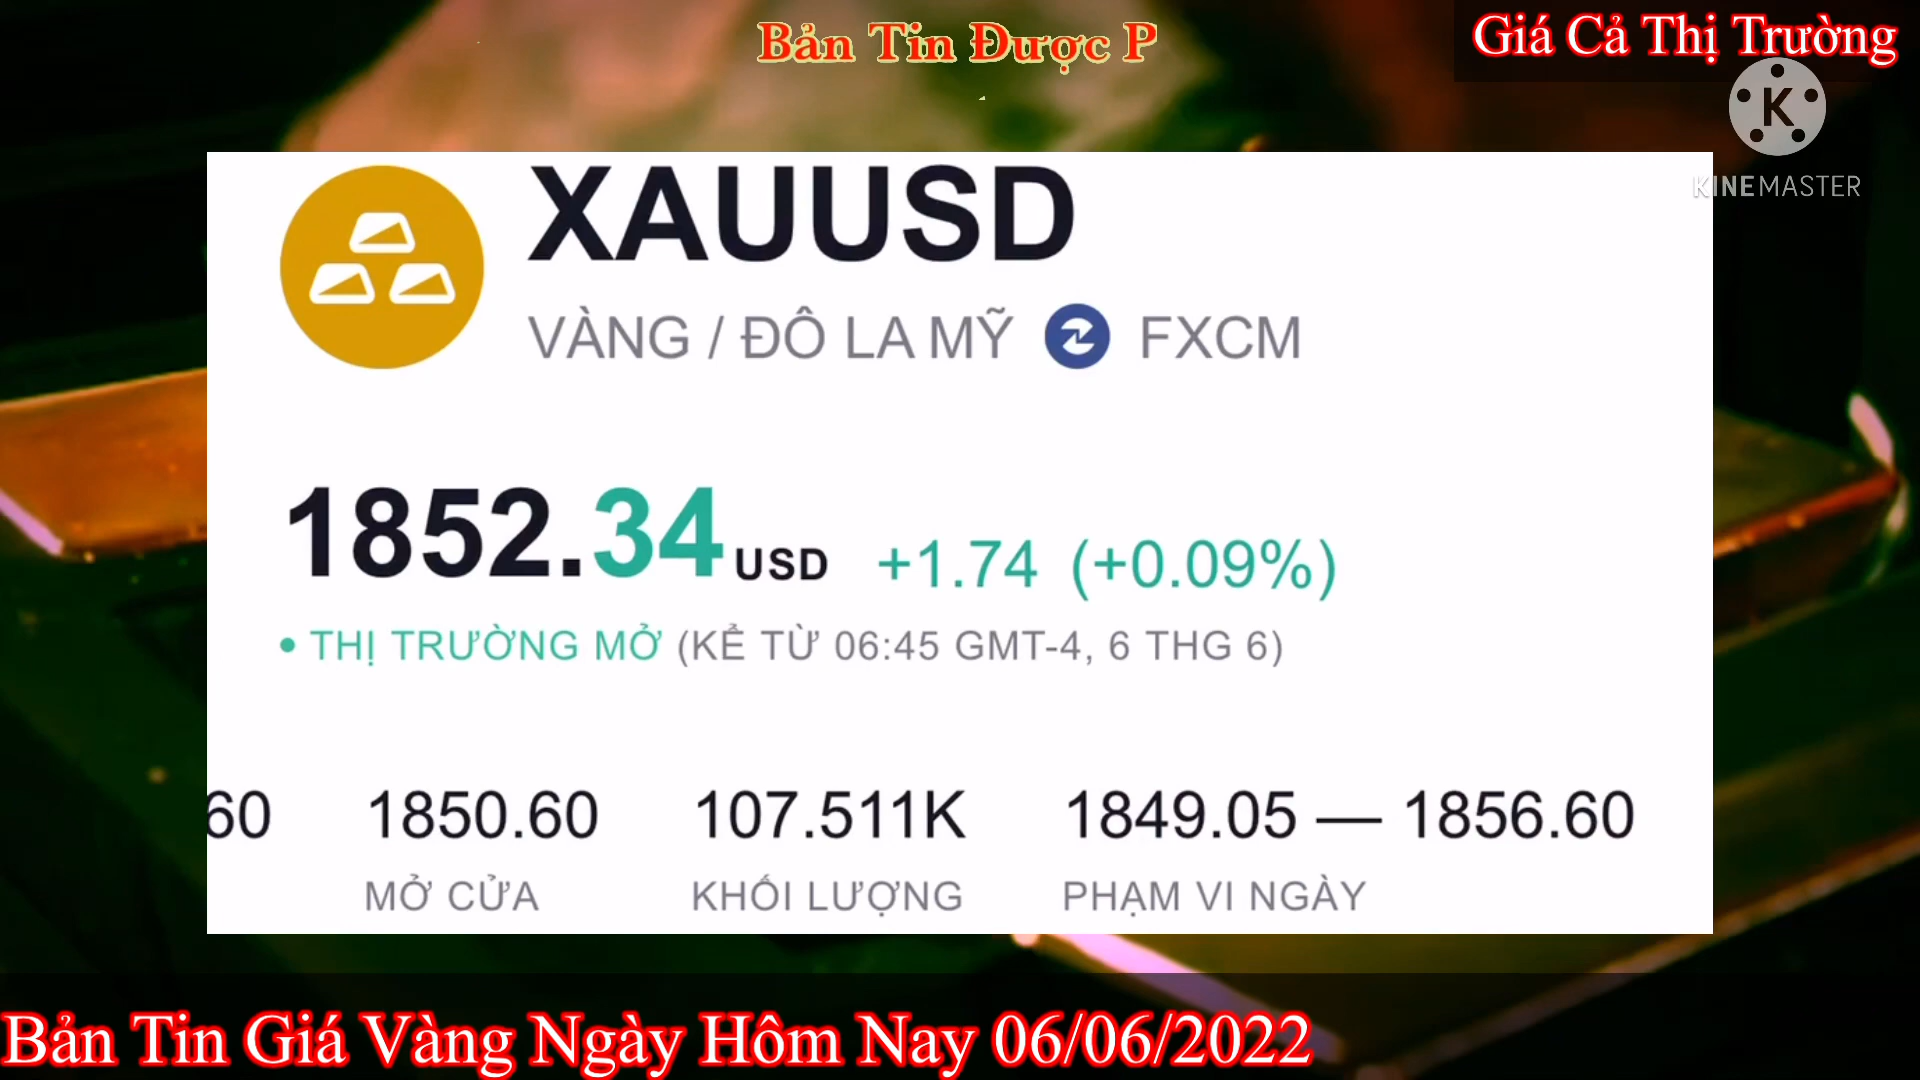 Bản Tin Được P
Giá Cả Thị Trường
K
KINEMASTER
XAUUSD
VÀNG / ĐÔ LA MỸ FXCM
1852.34 USD +1.74 (+0.09%)
• THỊ TRƯỜNG MỞ (KỂ TỪ 06:45 GMT-4, 6 THG 6)
60 1850.60 107.511K 1849.05 — 1856.60
MỞ CỬA KHỐI LƯỢNG PHẠM VI NGÀY
Bản Tin Giá Vàng Ngày Hôm Nay 06/06/2022